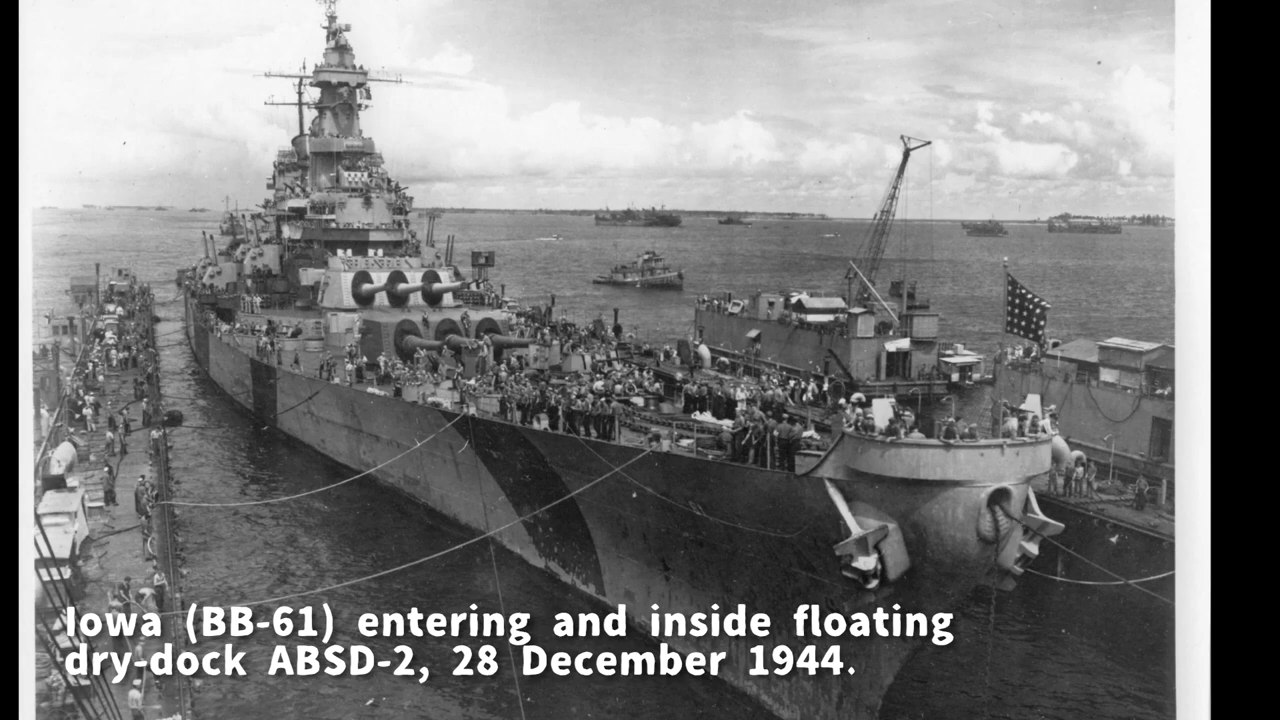 Iowa (BB-61) entering and inside floating
dry-dock ABSD-2, 28 December 1944.